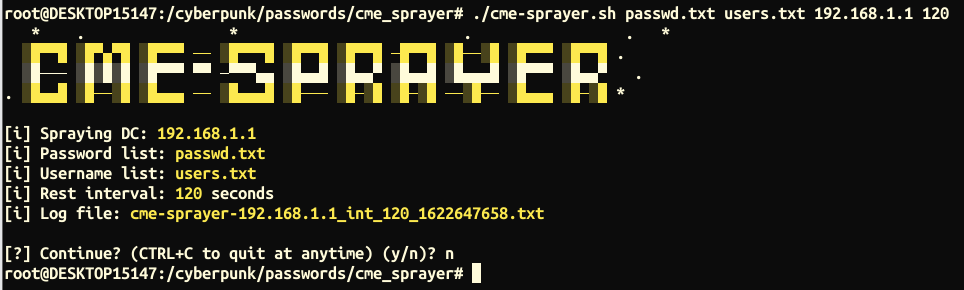 root@DESKTOP15147:/cyberpunk/passwords/cme_sprayer# ./cme-sprayer.sh passwd.txt users.txt 192.168.1.1 120
CME-SPRAYER
[i] Spraying DC: 192.168.1.1
[i] Password list: passwd.txt
[i] Username list: users.txt
[i] Rest interval: 120 seconds
[i] Log file: cme-sprayer-192.168.1.1_int_120_1622647658.txt
[?] Continue? (CTRL+C to quit at anytime) (y/n)? n
root@DESKTOP15147:/cyberpunk/passwords/cme_sprayer#